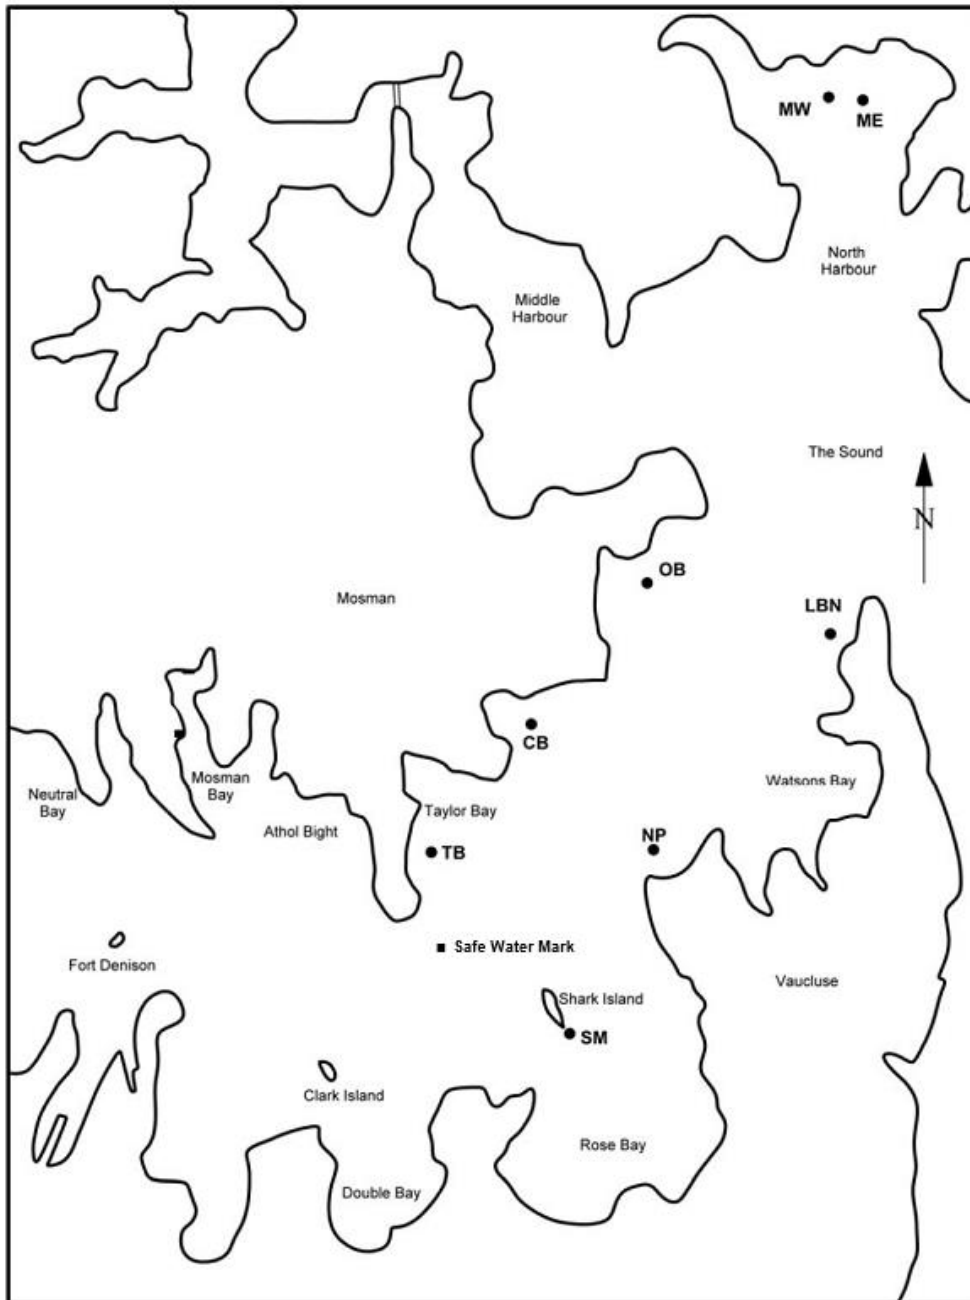 MW
ME
North
Harbour
Middle
Harbour
The Sound
N
OB
Mosman
LBN
CB
Mosman
Bay
Watsons Bay
Neutral
Bay
Taylor Bay
Athol Bight
NP
TB
Safe Water Mark
Fort Denison
Vaucluse
Shark Island
SM
Clark Island
Rose Bay
Double Bay